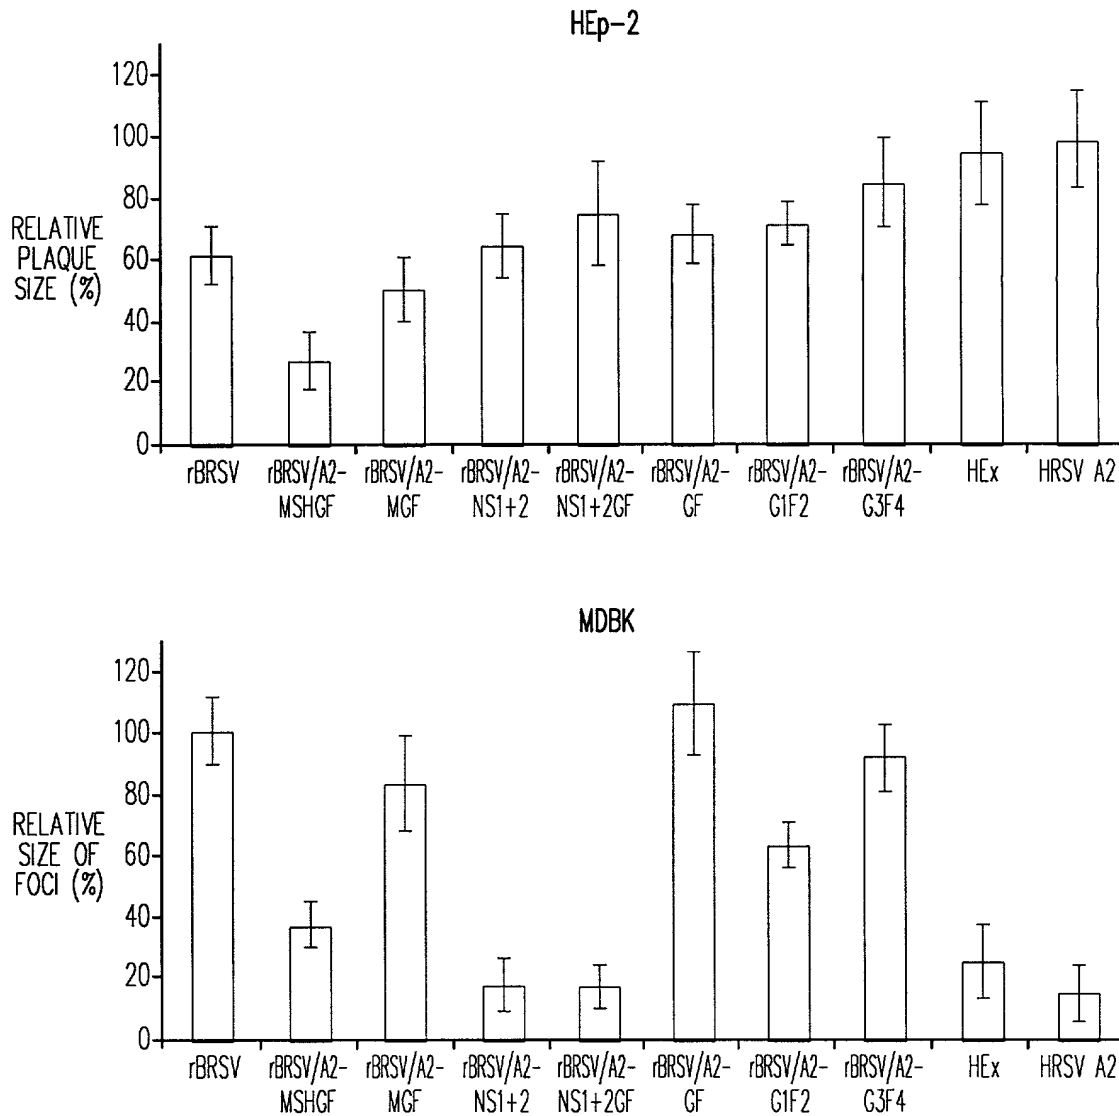 HEp-2
120
100
80
60
40
20
0
RELATIVE
PLAQUE
SIZE (%)
rBRSV
rBRSV/A2-
MSHGF
rBRSV/A2-
MGF
rBRSV/A2-
NS1+2
rBRSV/A2-
NS1+2GF
rBRSV/A2-
GF
rBRSV/A2-
G1F2
rBRSV/A2-
G3F4
HEx
HRSV A2
MDBK
120
100
80
60
40
20
0
RELATIVE
SIZE OF
FOCI (%)
rBRSV
rBRSV/A2-
MSHGF
rBRSV/A2-
MGF
rBRSV/A2-
NS1+2
rBRSV/A2-
NS1+2GF
rBRSV/A2-
GF
rBRSV/A2-
G1F2
rBRSV/A2-
G3F4
HEx
HRSV A2